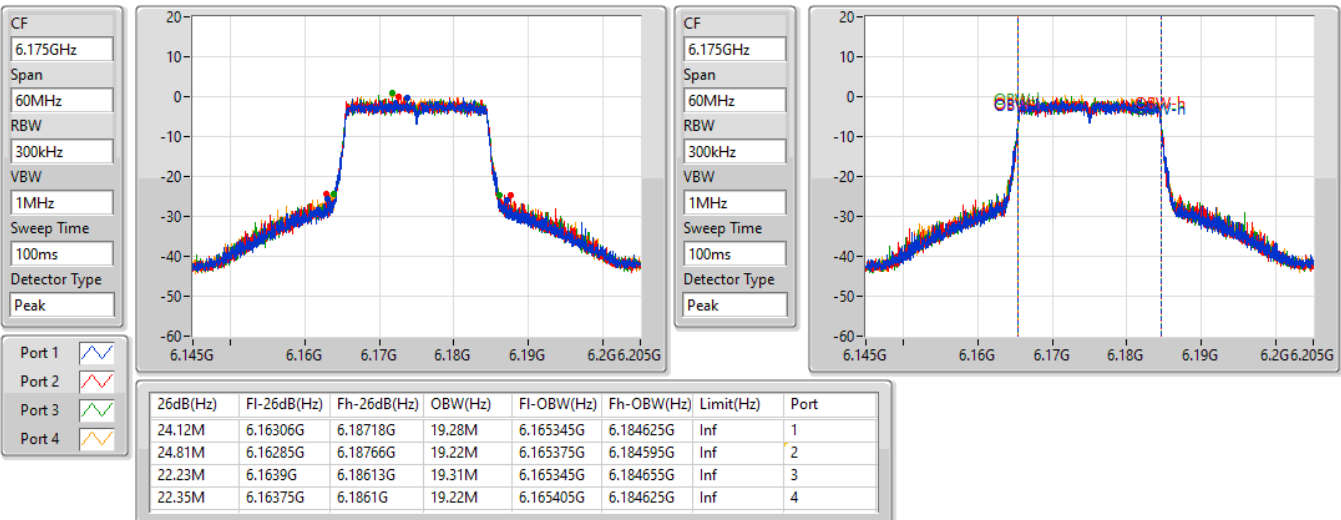 CF
6.175GHz
Span
60MHz
RBW
300kHz
VBW
1MHz
Sweep Time
100ms
Detector Type
Peak
20
10
0
-10
-20
-30
-40
-50
-60
6.145G 6.16G 6.17G 6.18G 6.19G 6.2G 6.205G
CF
6.175GHz
Span
60MHz
RBW
300kHz
VBW
1MHz
Sweep Time
100ms
Detector Type
Peak
20
10
0
-10
-20
-30
-40
-50
-60
OBW-h
6.145G 6.16G 6.17G 6.18G 6.19G 6.2G 6.205G
Port 1
Port 2
Port 3
Port 4
26dB(Hz) Fl-26dB(Hz) Fh-26dB(Hz) OBW(Hz) Fl-OBW(Hz) Fh-OBW(Hz) Limit(Hz) Port
24.12M 6.16306G 6.18718G 19.28M 6.165345G 6.184625G Inf 1
24.81M 6.16285G 6.18766G 19.22M 6.165375G 6.184595G Inf 2
22.23M 6.1639G 6.18613G 19.31M 6.165345G 6.184655G Inf 3
22.35M 6.16375G 6.1861G 19.22M 6.165405G 6.184625G Inf 4